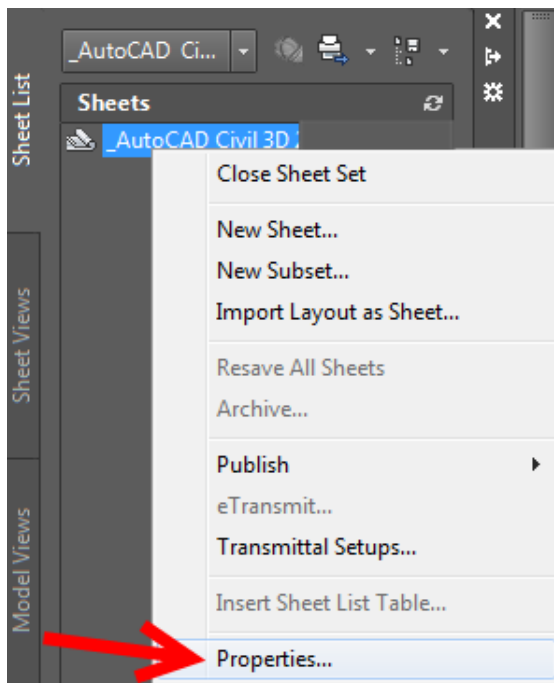 _AutoCAD Ci...
Sheets
_AutoCAD Civil 3D 2
Close Sheet Set
New Sheet...
New Subset...
Import Layout as Sheet...
Resave All Sheets
Archive...
Publish
eTransmit...
Transmittal Setups...
Insert Sheet List Table...
Properties...
Sheet List
Sheet Views
Model Views